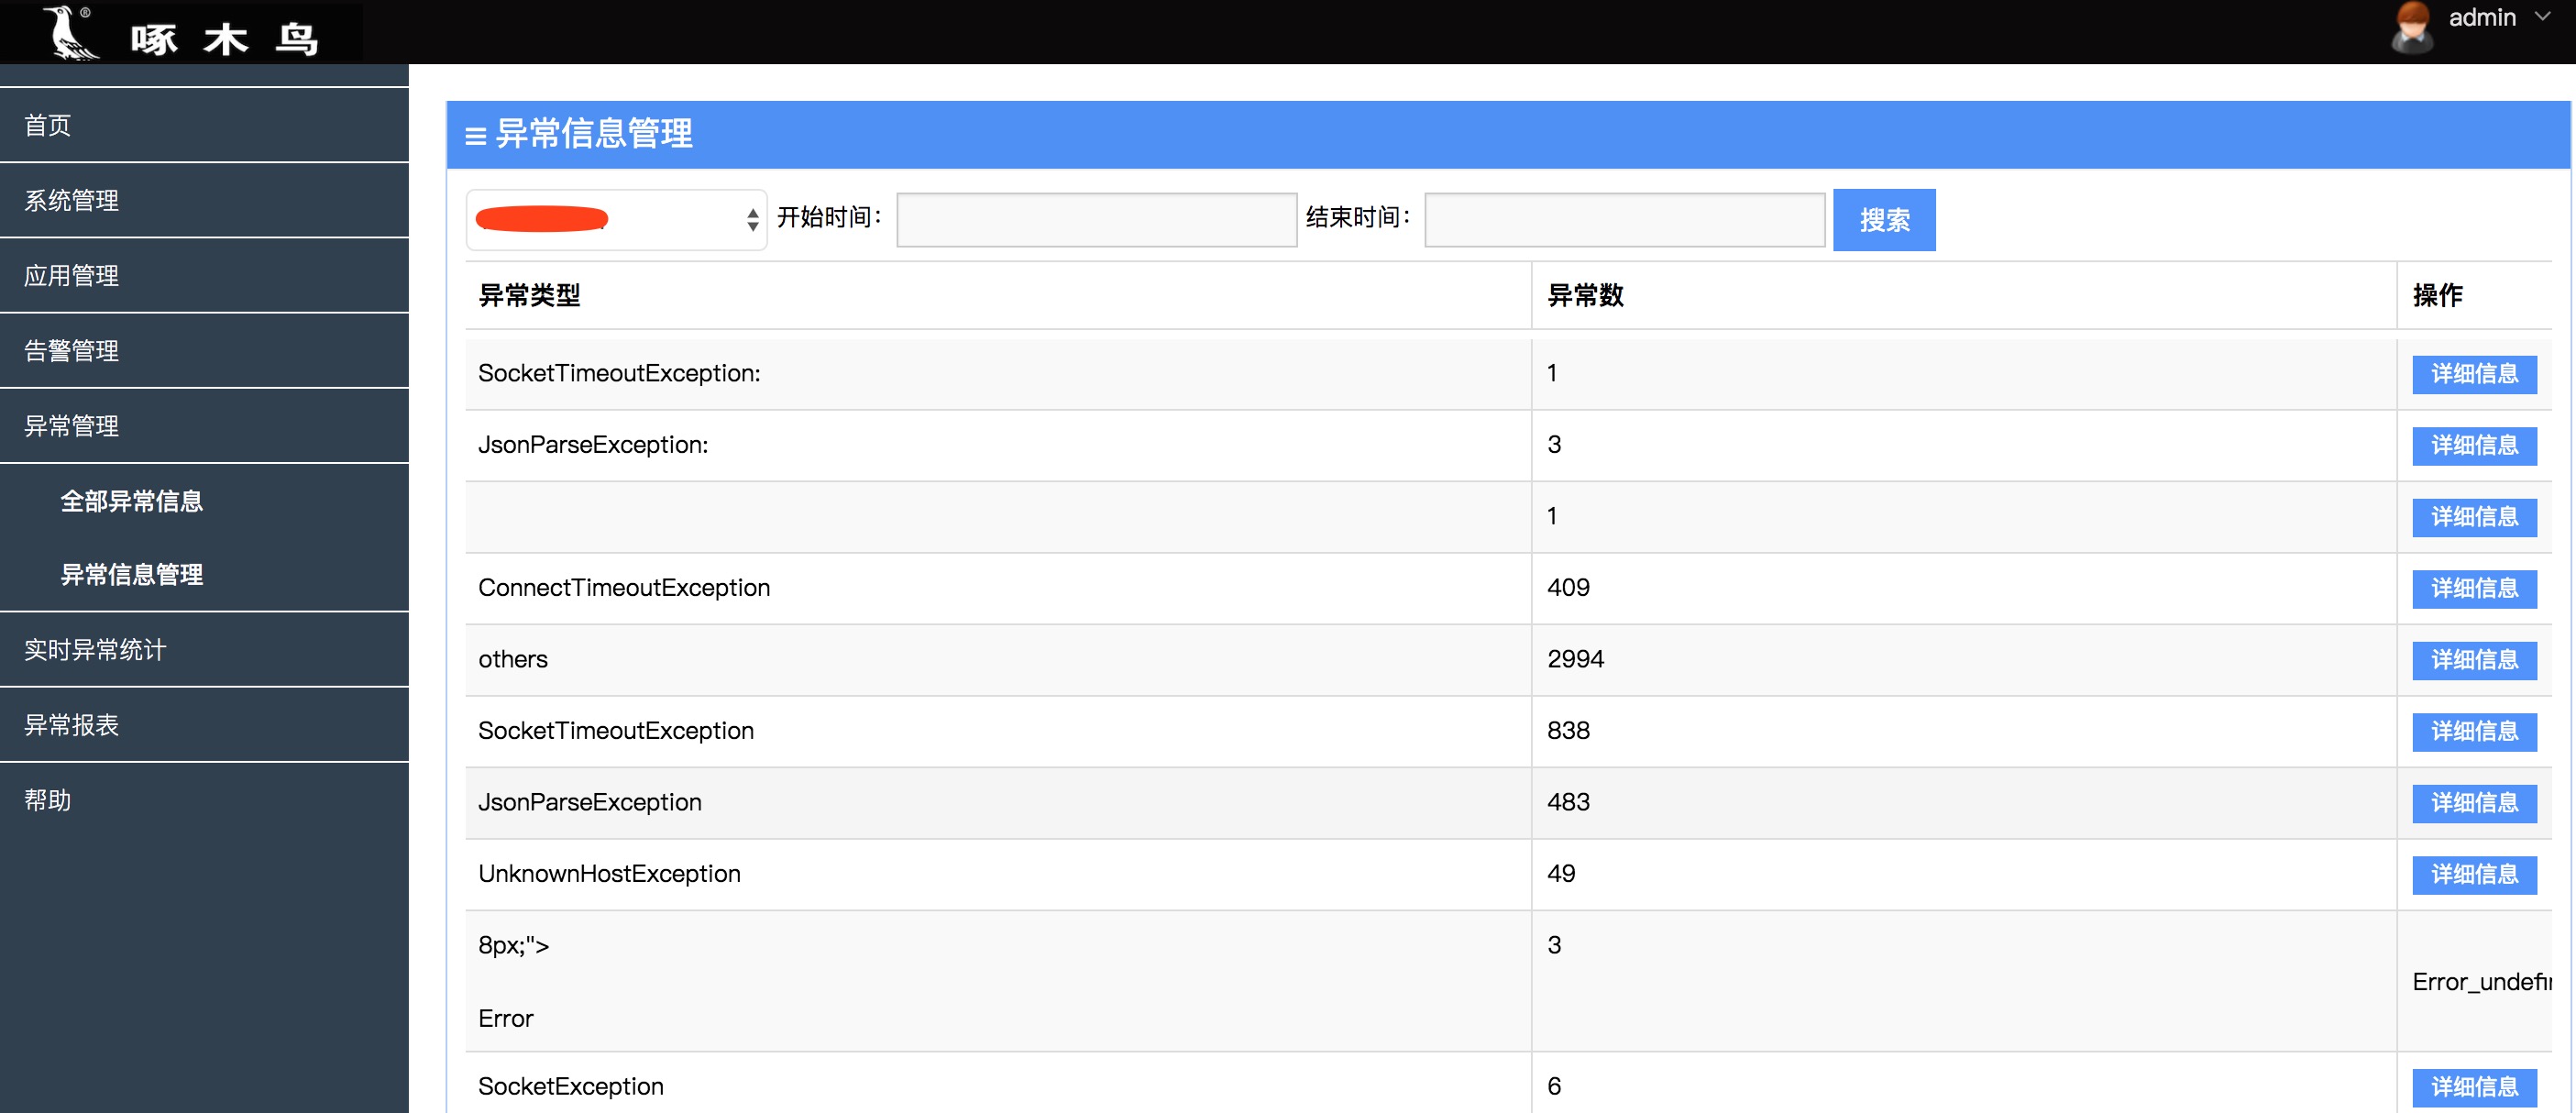 啄木鸟®
admin
首页
系统管理
应用管理
告警管理
异常管理
全部异常信息
异常信息管理
实时异常统计
异常报表
帮助
异常信息管理
开始时间： 结束时间： 搜索
异常类型 异常数 操作
SocketTimeoutException: 1 详细信息
JsonParseException: 3 详细信息
1 详细信息
ConnectTimeoutException 409 详细信息
others 2994 详细信息
SocketTimeoutException 838 详细信息
JsonParseException 483 详细信息
UnknownHostException 49 详细信息
8px;"> 3
Error_undefi
Error
SocketException 6 详细信息